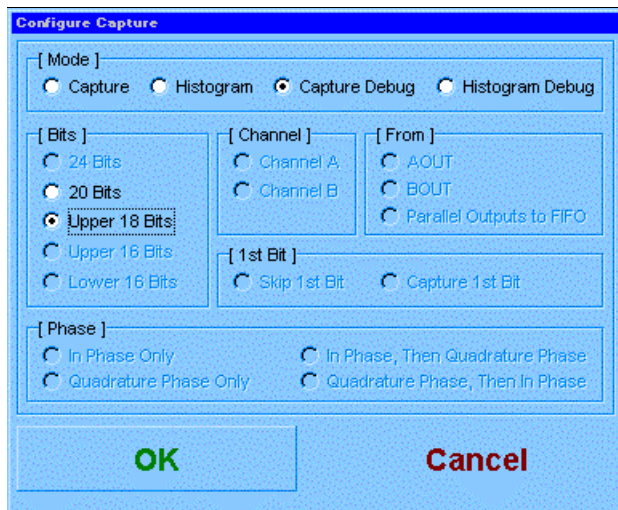 Configure Capture
[ Mode ]
Capture Histogram Capture Debug Histogram Debug
[ Bits ]
24 Bits
20 Bits
Upper 18 Bits
Upper 16 Bits
Lower 16 Bits
[ Channel ]
Channel A
Channel B
[ From ]
AOUT
BOUT
Parallel Outputs to FIFO
[ 1st Bit ]
Skip 1st Bit Capture 1st Bit
[ Phase ]
In Phase Only In Phase, Then Quadrature Phase
Quadrature Phase Only Quadrature Phase, Then In Phase
OK Cancel